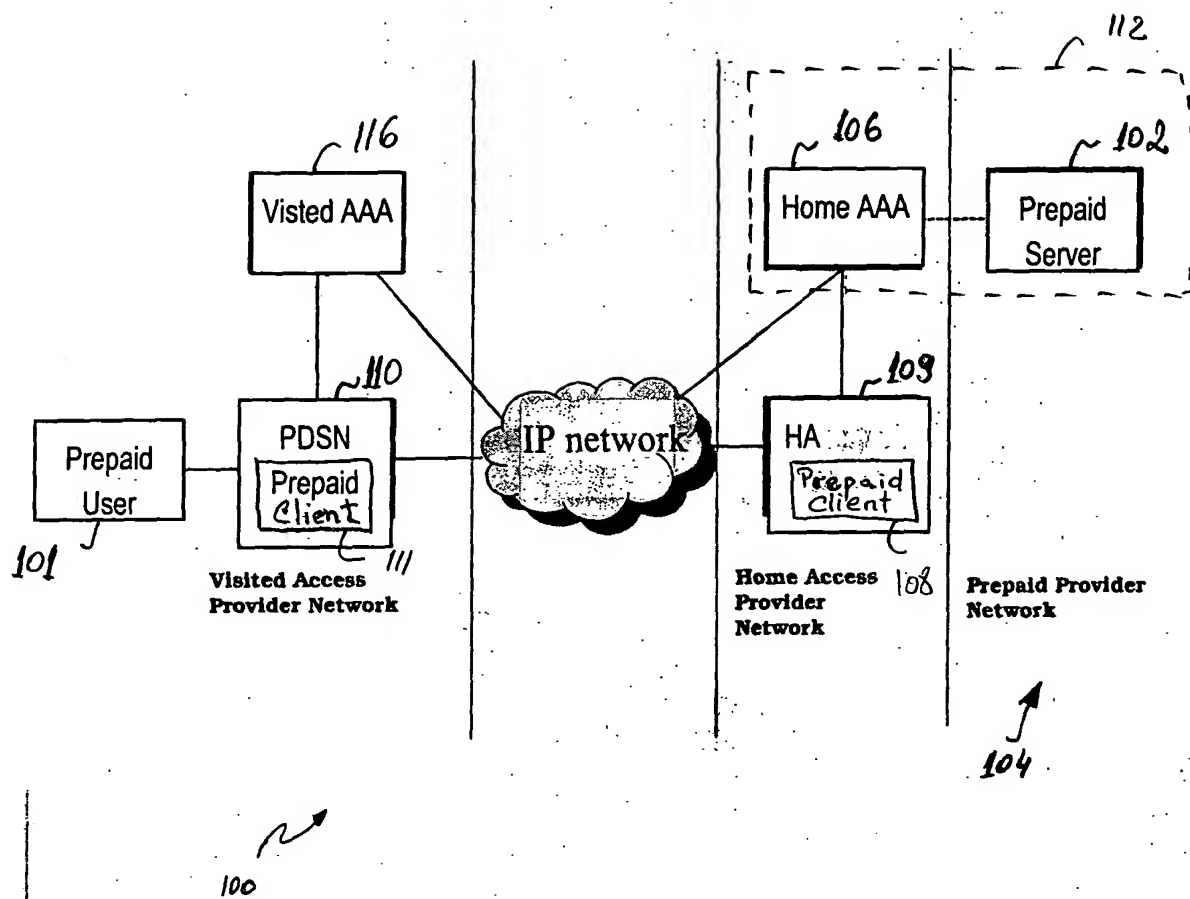 112
116
106
102
Visted AAA
Home AAA
Prepaid
Server
110
109
PDSN
IP network
HA
Prepaid
User
Prepaid
Client
Prepaid
Client
101
111
108
Visited Access
Provider Network
Home Access
Provider
Network
Prepaid Provider
Network
104
100